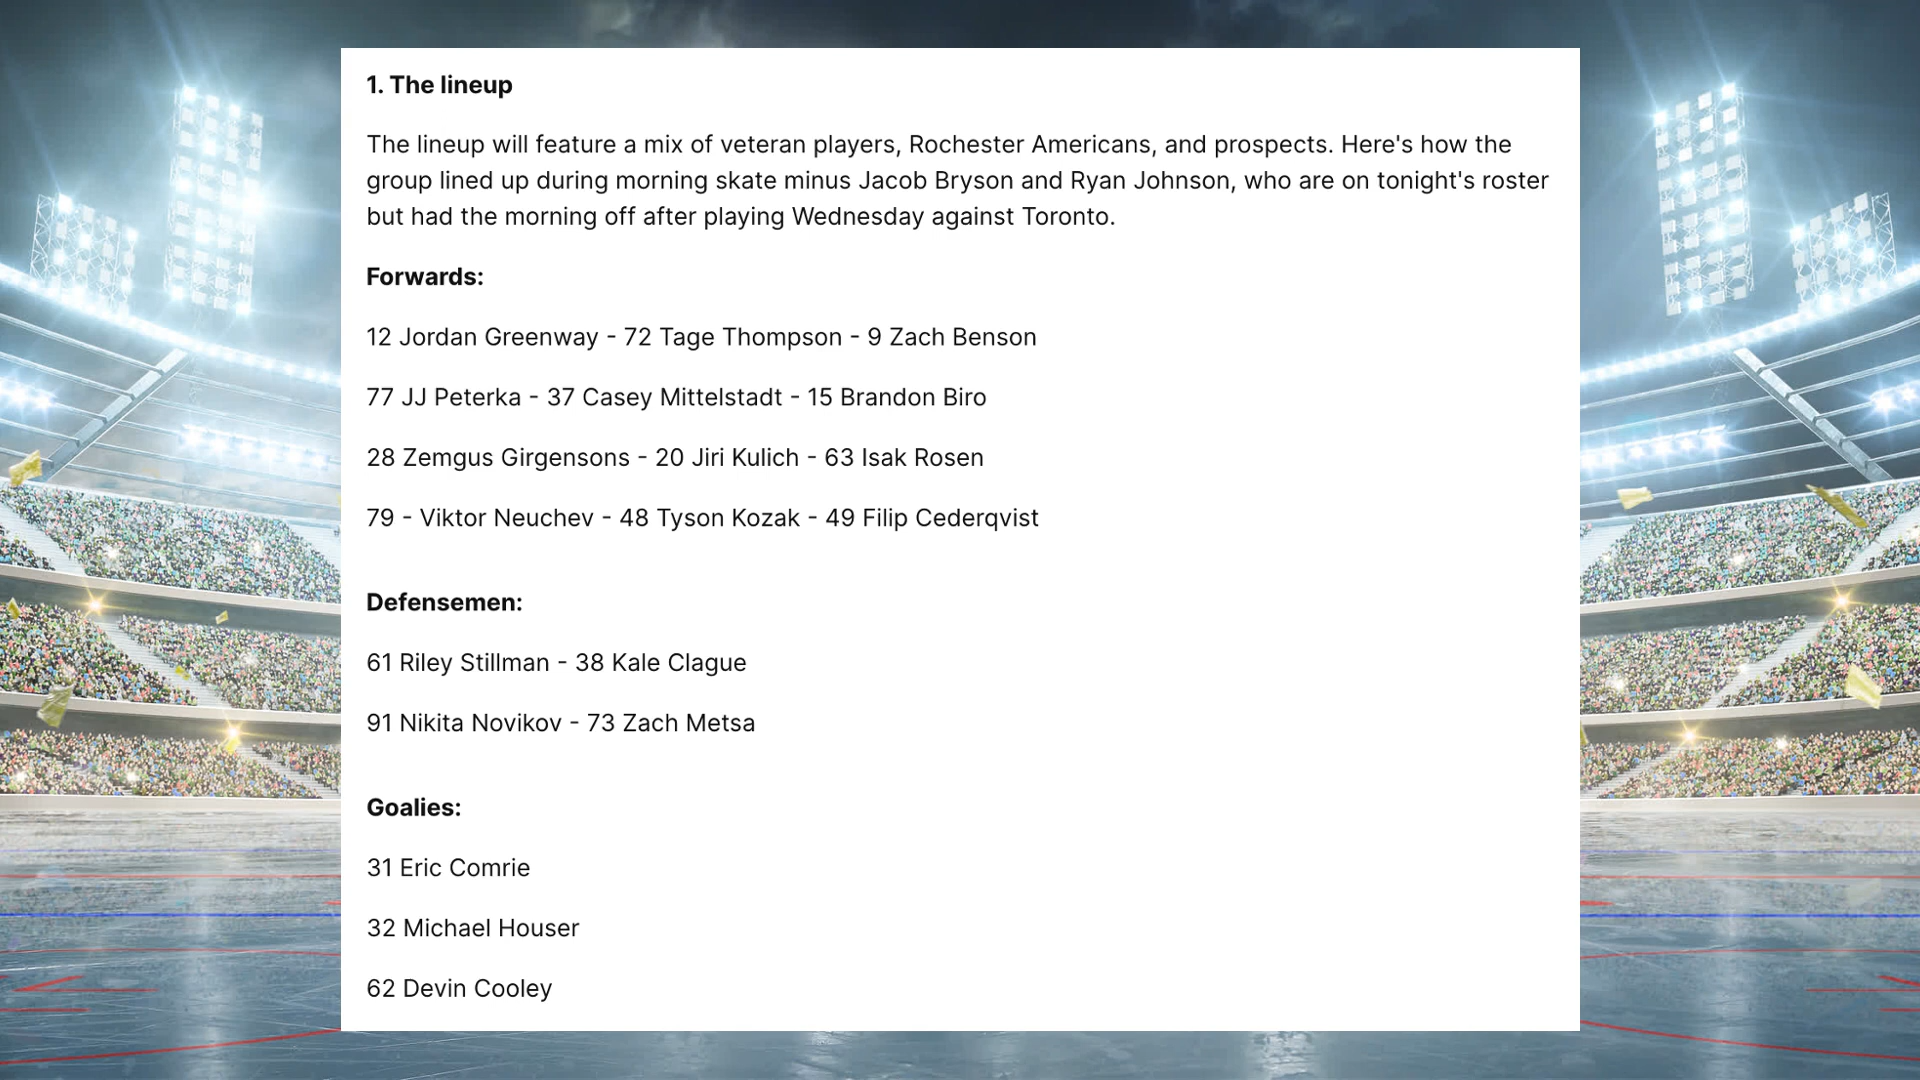 1. The lineup
The lineup will feature a mix of veteran players, Rochester Americans, and prospects. Here's how the
group lined up during morning skate minus Jacob Bryson and Ryan Johnson, who are on tonight's roster
but had the morning off after playing Wednesday against Toronto.
Forwards:
12 Jordan Greenway - 72 Tage Thompson - 9 Zach Benson
77 JJ Peterka - 37 Casey Mittelstadt - 15 Brandon Biro
28 Zemgus Girgensons - 20 Jiri Kulich - 63 Isak Rosen
79 - Viktor Neuchev - 48 Tyson Kozak - 49 Filip Cederqvist
Defensemen:
61 Riley Stillman - 38 Kale Clague
91 Nikita Novikov - 73 Zach Metsa
Goalies:
31 Eric Comrie
32 Michael Houser
62 Devin Cooley